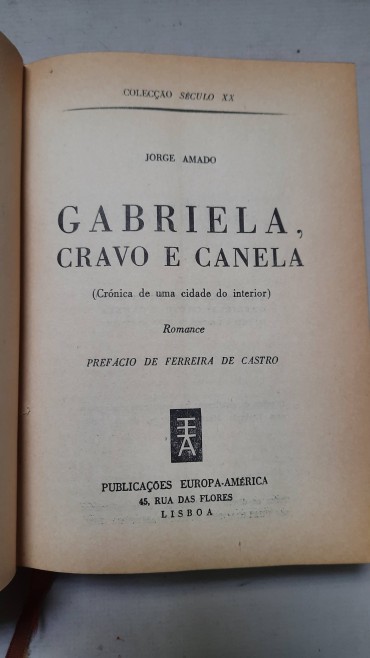 COLECÇÃO SÉCULO XX
JORGE AMADO
GABRIELA,
CRAVO E CANELA
(Crónica de uma cidade do interior)
Romance
PREFÁCIO DE FERREIRA DE CASTRO
PUBLICAÇÕES EUROPA-AMÉRICA
45, RUA DAS FLORES
LISBOA